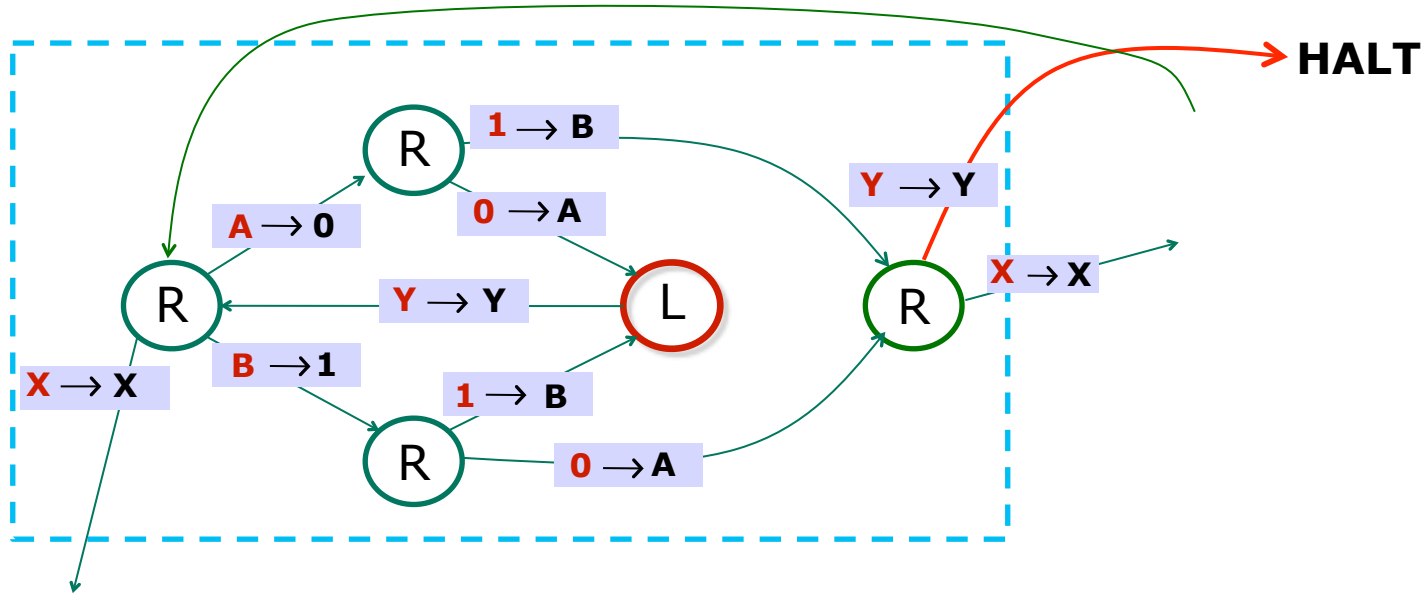 HALT
1 → B
R
Y → Y
0 → A
A → 0
X → X
R
Y → Y
L
R
B → 1
X → X
1 → B
R
0 → A